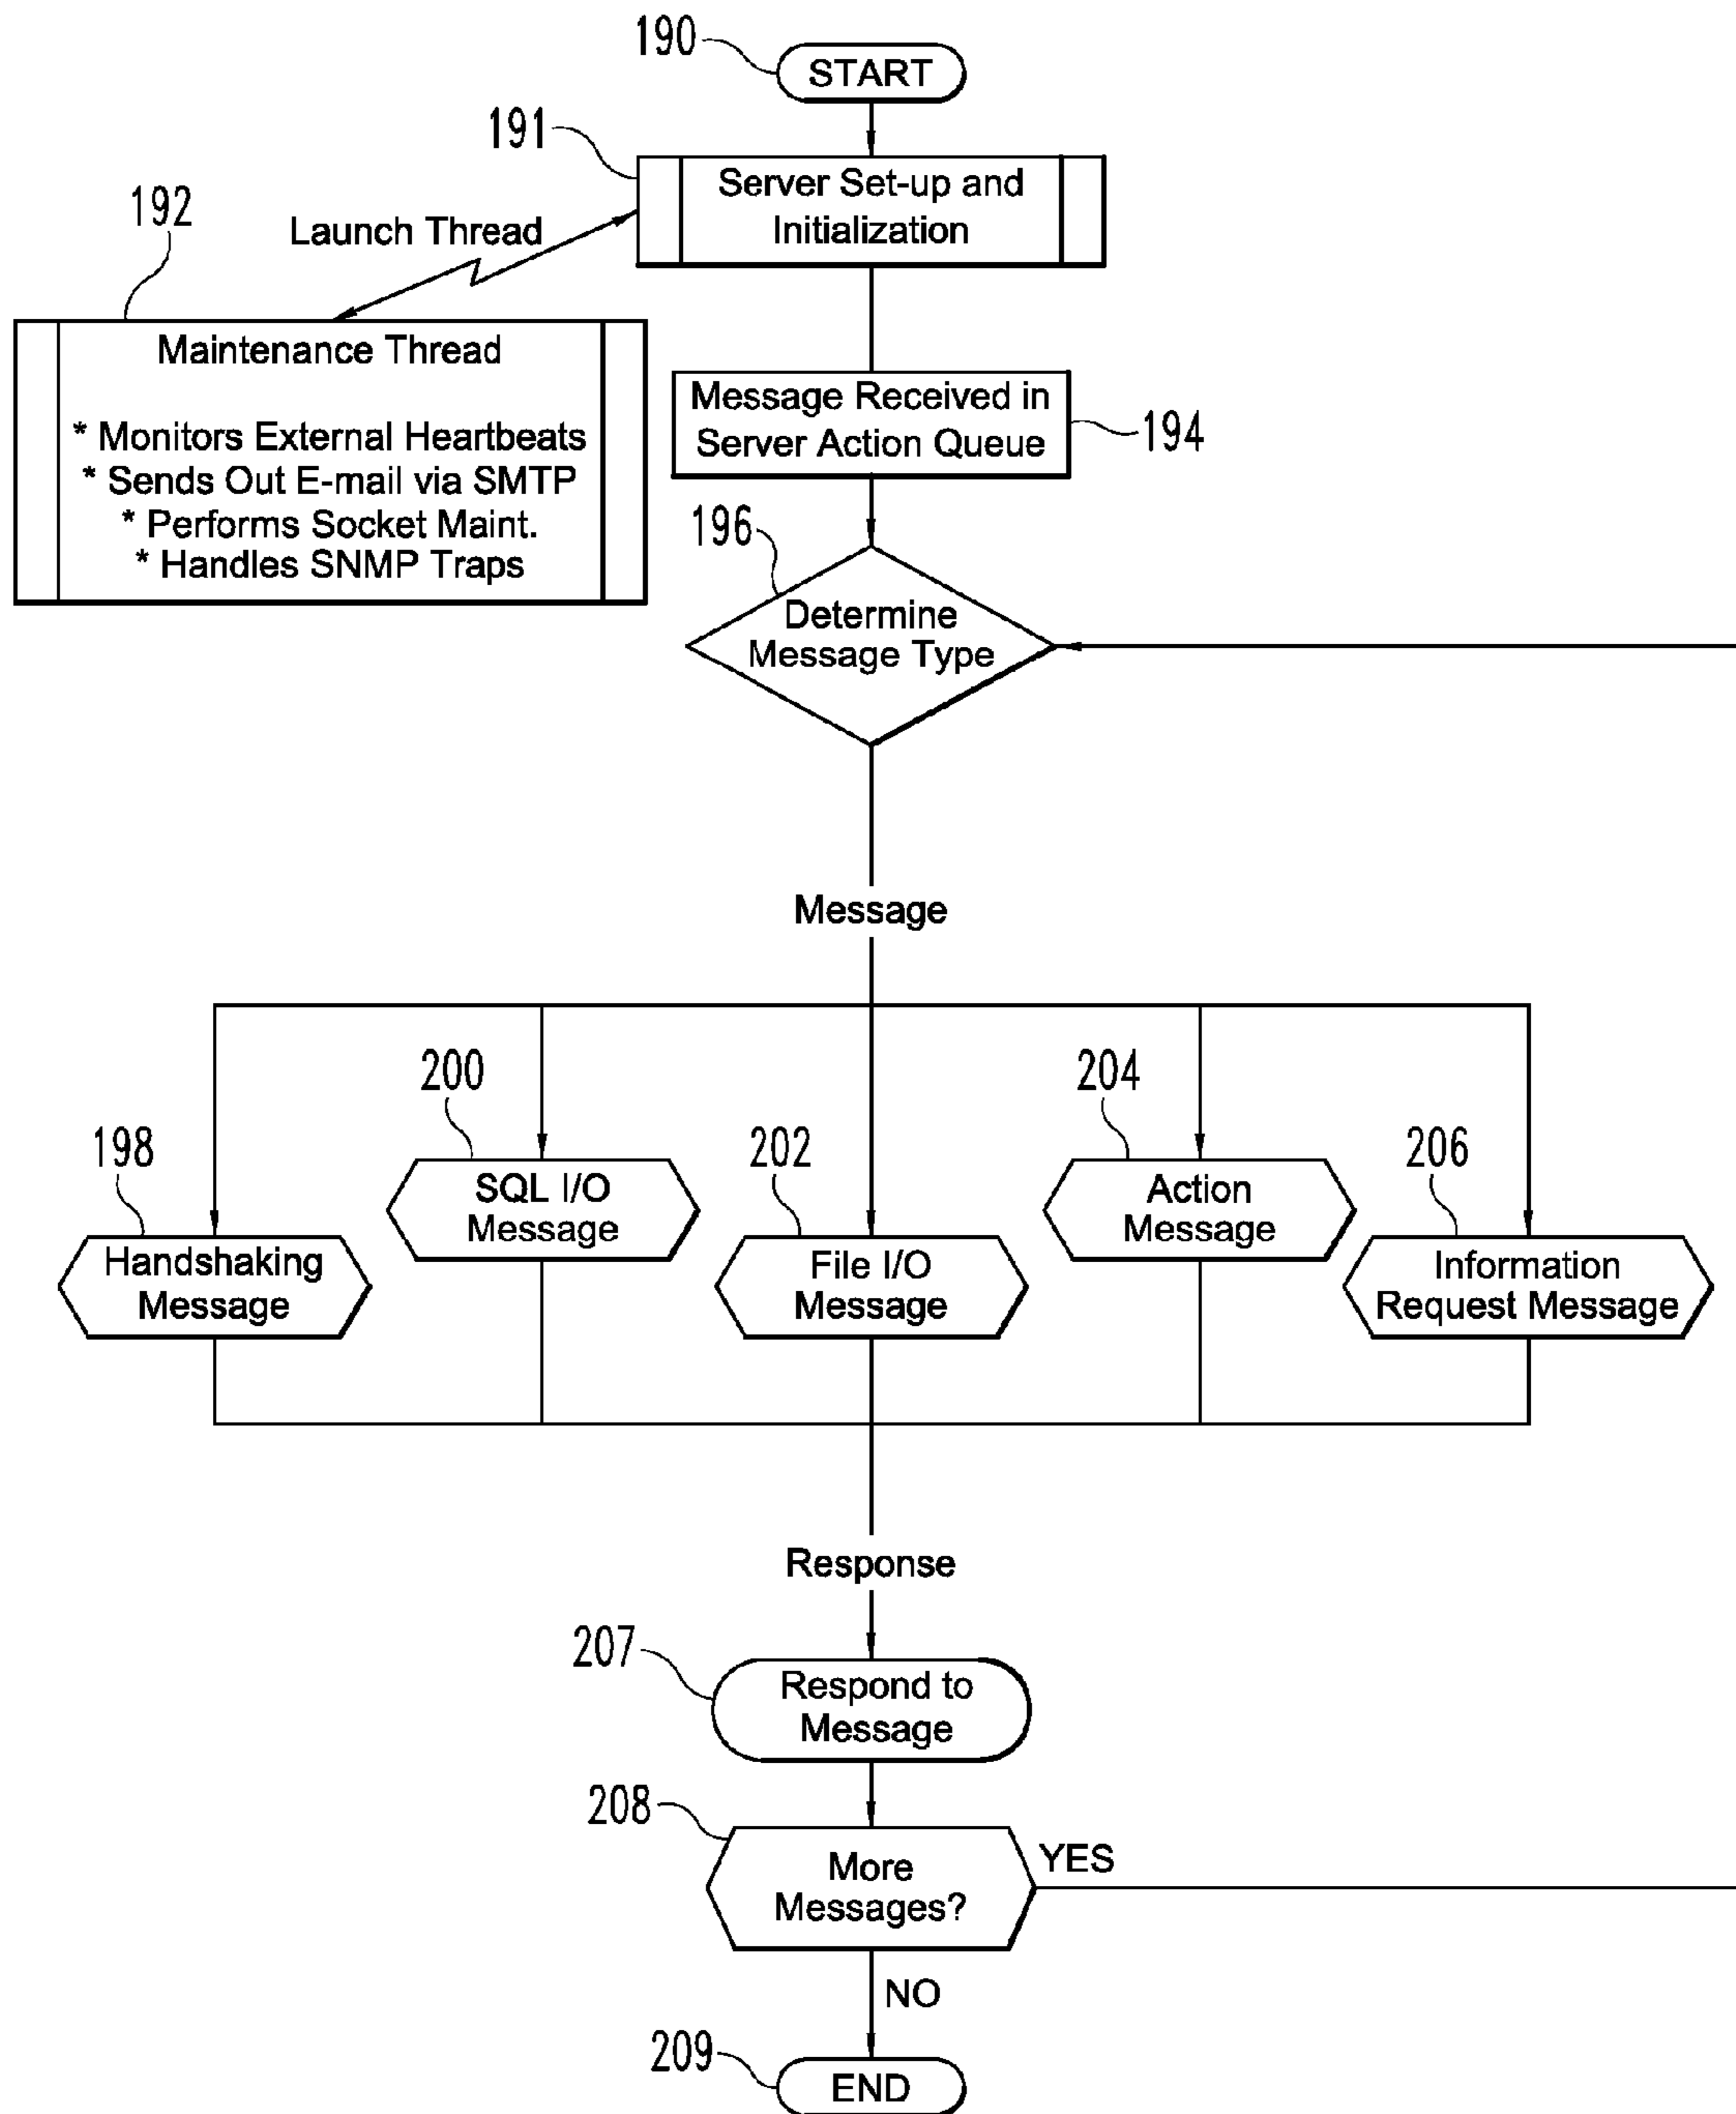 190
START
191
Server Set-up and
Initialization
192
Launch Thread
Maintenance Thread
* Monitors External Heartbeats
* Sends Out E-mail via SMTP
* Performs Socket Maint.
* Handles SNMP Traps
Message Received in
Server Action Queue
194
196
Determine
Message Type
Message
200
204
198
202
206
SQL I/O
Message
Action
Message
Handshaking
Message
File I/O
Message
Information
Request Message
Response
207
Respond to
Message
208
More
Messages?
YES
NO
209
END